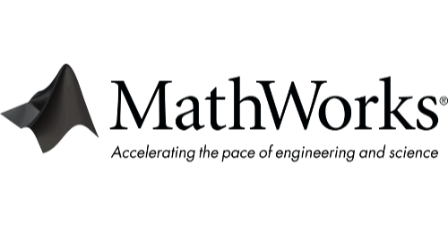 MathWorks®
Accelerating the pace of engineering and science